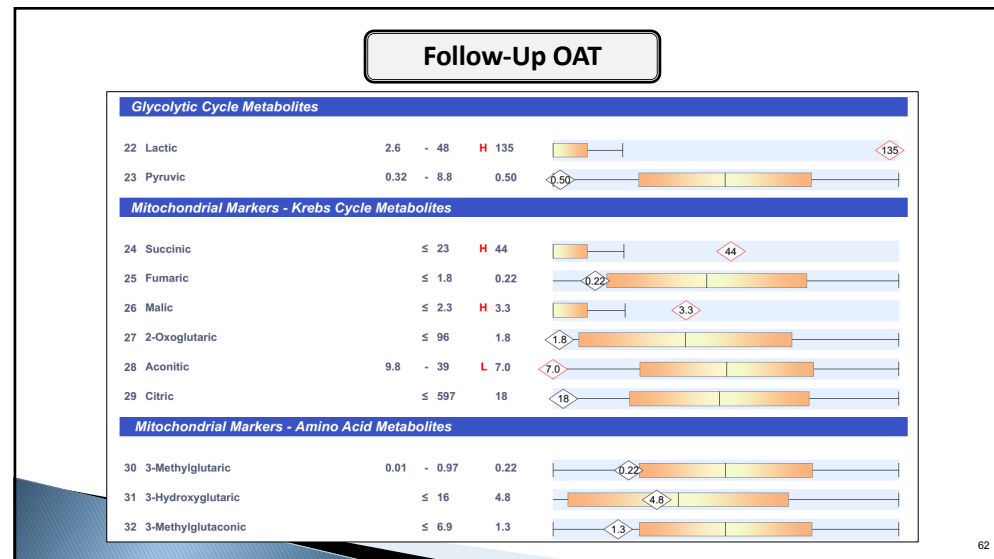 Follow-Up OAT
Glycolytic Cycle Metabolites
22 Lactic 2.6 - 48 H 135 135
23 Pyruvic 0.32 - 8.8 0.50 0.50
Mitochondrial Markers - Krebs Cycle Metabolites
24 Succinic ≤ 23 H 44 44
25 Fumaric ≤ 1.8 0.22 0.22
26 Malic ≤ 2.3 H 3.3 3.3
27 2-Oxoglutaric ≤ 96 1.8 1.8
28 Aconitic 9.8 - 39 L 7.0 7.0
29 Citric ≤ 597 18 18
Mitochondrial Markers - Amino Acid Metabolites
30 3-Methylglutaric 0.01 - 0.97 0.22 0.22
31 3-Hydroxyglutaric ≤ 16 4.8 4.8
32 3-Methylglutaconic ≤ 6.9 1.3 1.3
62